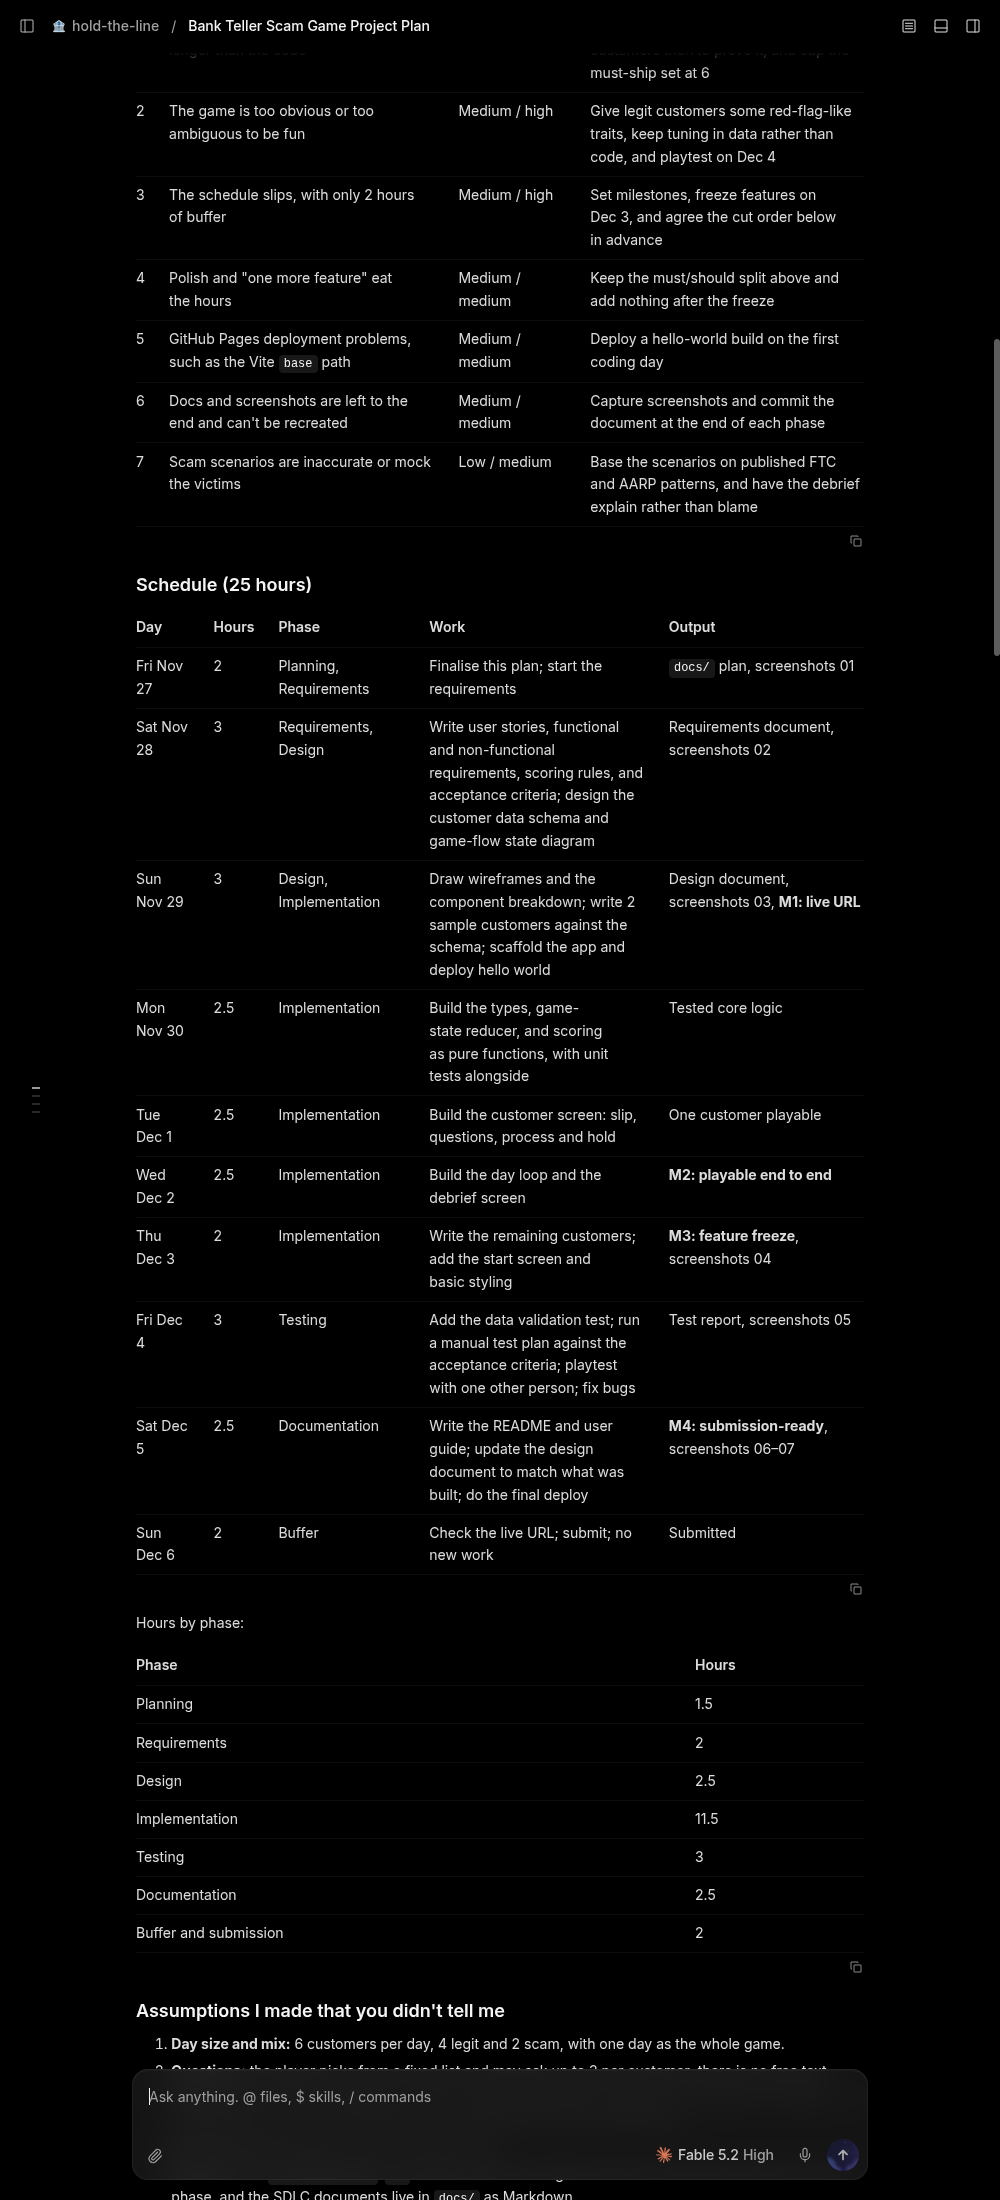 hold-the-line / Bank Teller Scam Game Project Plan
must-ship set at 6
2 The game is too obvious or too Medium / high Give legit customers some red-flag-like
ambiguous to be fun traits, keep tuning in data rather than
code, and playtest on Dec 4
3 The schedule slips, with only 2 hours Medium / high Set milestones, freeze features on
of buffer Dec 3, and agree the cut order below
in advance
4 Polish and "one more feature" eat Medium / Keep the must/should split above and
the hours medium add nothing after the freeze
5 GitHub Pages deployment problems, Medium / Deploy a hello-world build on the first
such as the Vite base path medium coding day
6 Docs and screenshots are left to the Medium / Capture screenshots and commit the
end and can't be recreated medium document at the end of each phase
7 Scam scenarios are inaccurate or mock Low / medium Base the scenarios on published FTC
the victims and AARP patterns, and have the debrief
explain rather than blame
Schedule (25 hours)
Day Hours Phase Work Output
Fri Nov 2 Planning, Finalise this plan; start the docs/ plan, screenshots 01
27 Requirements requirements
Sat Nov 3 Requirements, Write user stories, functional Requirements document,
28 Design and non-functional screenshots 02
requirements, scoring rules, and
acceptance criteria; design the
customer data schema and
game-flow state diagram
Sun 3 Design, Draw wireframes and the Design document,
Nov 29 Implementation component breakdown; write 2 screenshots 03, M1: live URL
sample customers against the
schema; scaffold the app and
deploy hello world
Mon 2.5 Implementation Build the types, game- Tested core logic
Nov 30 state reducer, and scoring
as pure functions, with unit
tests alongside
Tue 2.5 Implementation Build the customer screen: slip, One customer playable
Dec 1 questions, process and hold
Wed 2.5 Implementation Build the day loop and the M2: playable end to end
Dec 2 debrief screen
Thu 2 Implementation Write the remaining customers; M3: feature freeze,
Dec 3 add the start screen and screenshots 04
basic styling
Fri Dec 3 Testing Add the data validation test; run Test report, screenshots 05
4 a manual test plan against the
acceptance criteria; playtest
with one other person; fix bugs
Sat Dec 2.5 Documentation Write the README and user M4: submission-ready,
5 guide; update the design screenshots 06–07
document to match what was
built; do the final deploy
Sun 2 Buffer Check the live URL; submit; no Submitted
Dec 6 new work
Hours by phase:
Phase Hours
Planning 1.5
Requirements 2
Design 2.5
Implementation 11.5
Testing 3
Documentation 2.5
Buffer and submission 2
Assumptions I made that you didn't tell me
1. Day size and mix: 6 customers per day, 4 legit and 2 scam, with one day as the whole game.
Ask anything. @ files, $ skills, / commands
Fable 5.2 High
phase, and the SDLC documents live in docs/ as Markdown.